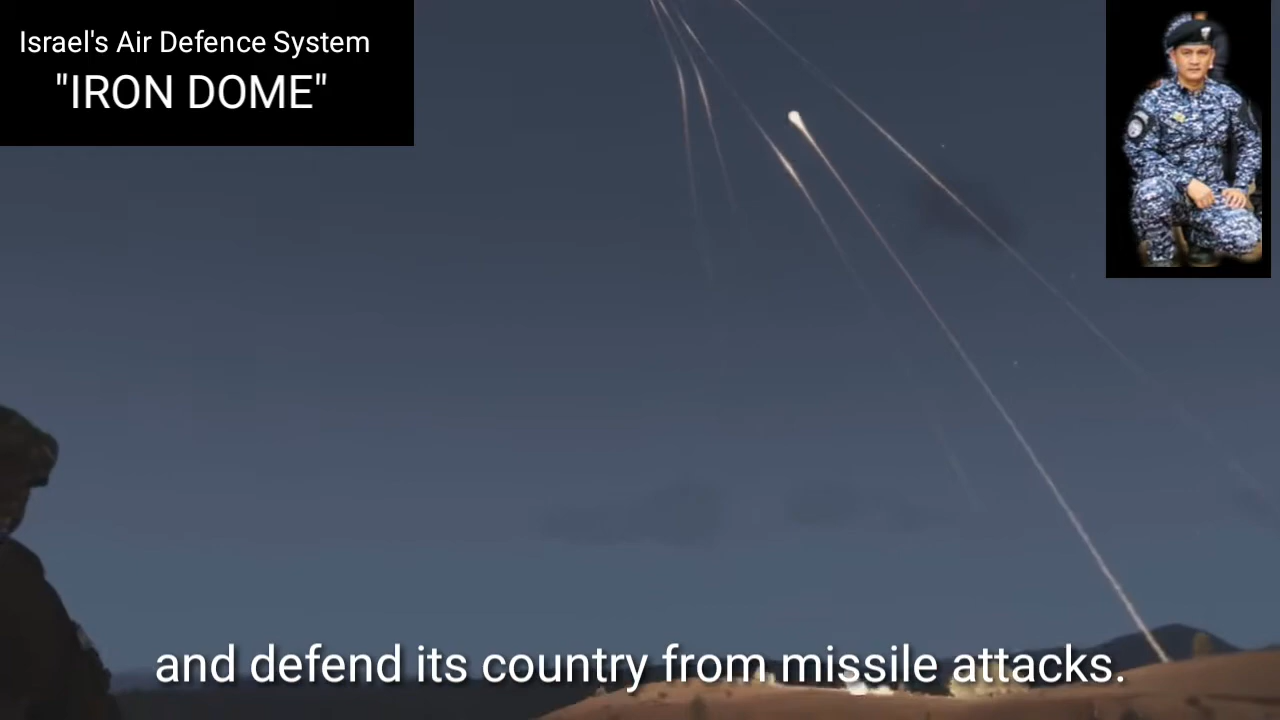 Israel's Air Defence System
"IRON DOME"
and defend its country from missile attacks.